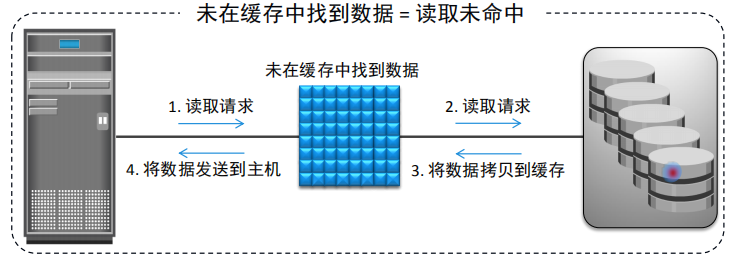 未在缓存中找到数据 = 读取未命中
未在缓存中找到数据
1. 读取请求
2. 读取请求
4. 将数据发送到主机
3. 将数据拷贝到缓存